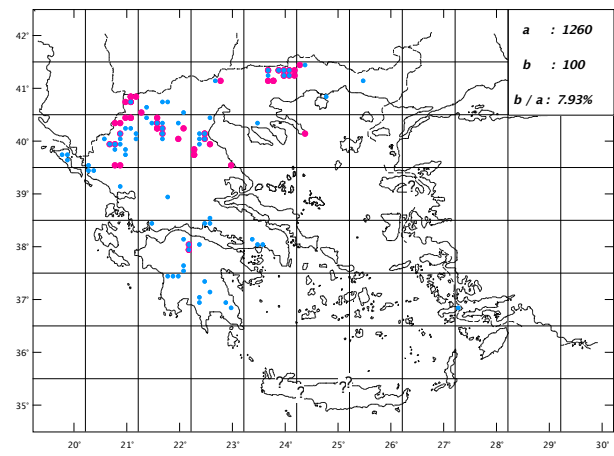 a : 1260
b : 100
b / a : 7.93%
42'
41'
40'
39'
38'
37'
36'
35'
? ? ? ?
20' 21' 22' 23' 24' 25' 26' 27' 28' 29' 30'